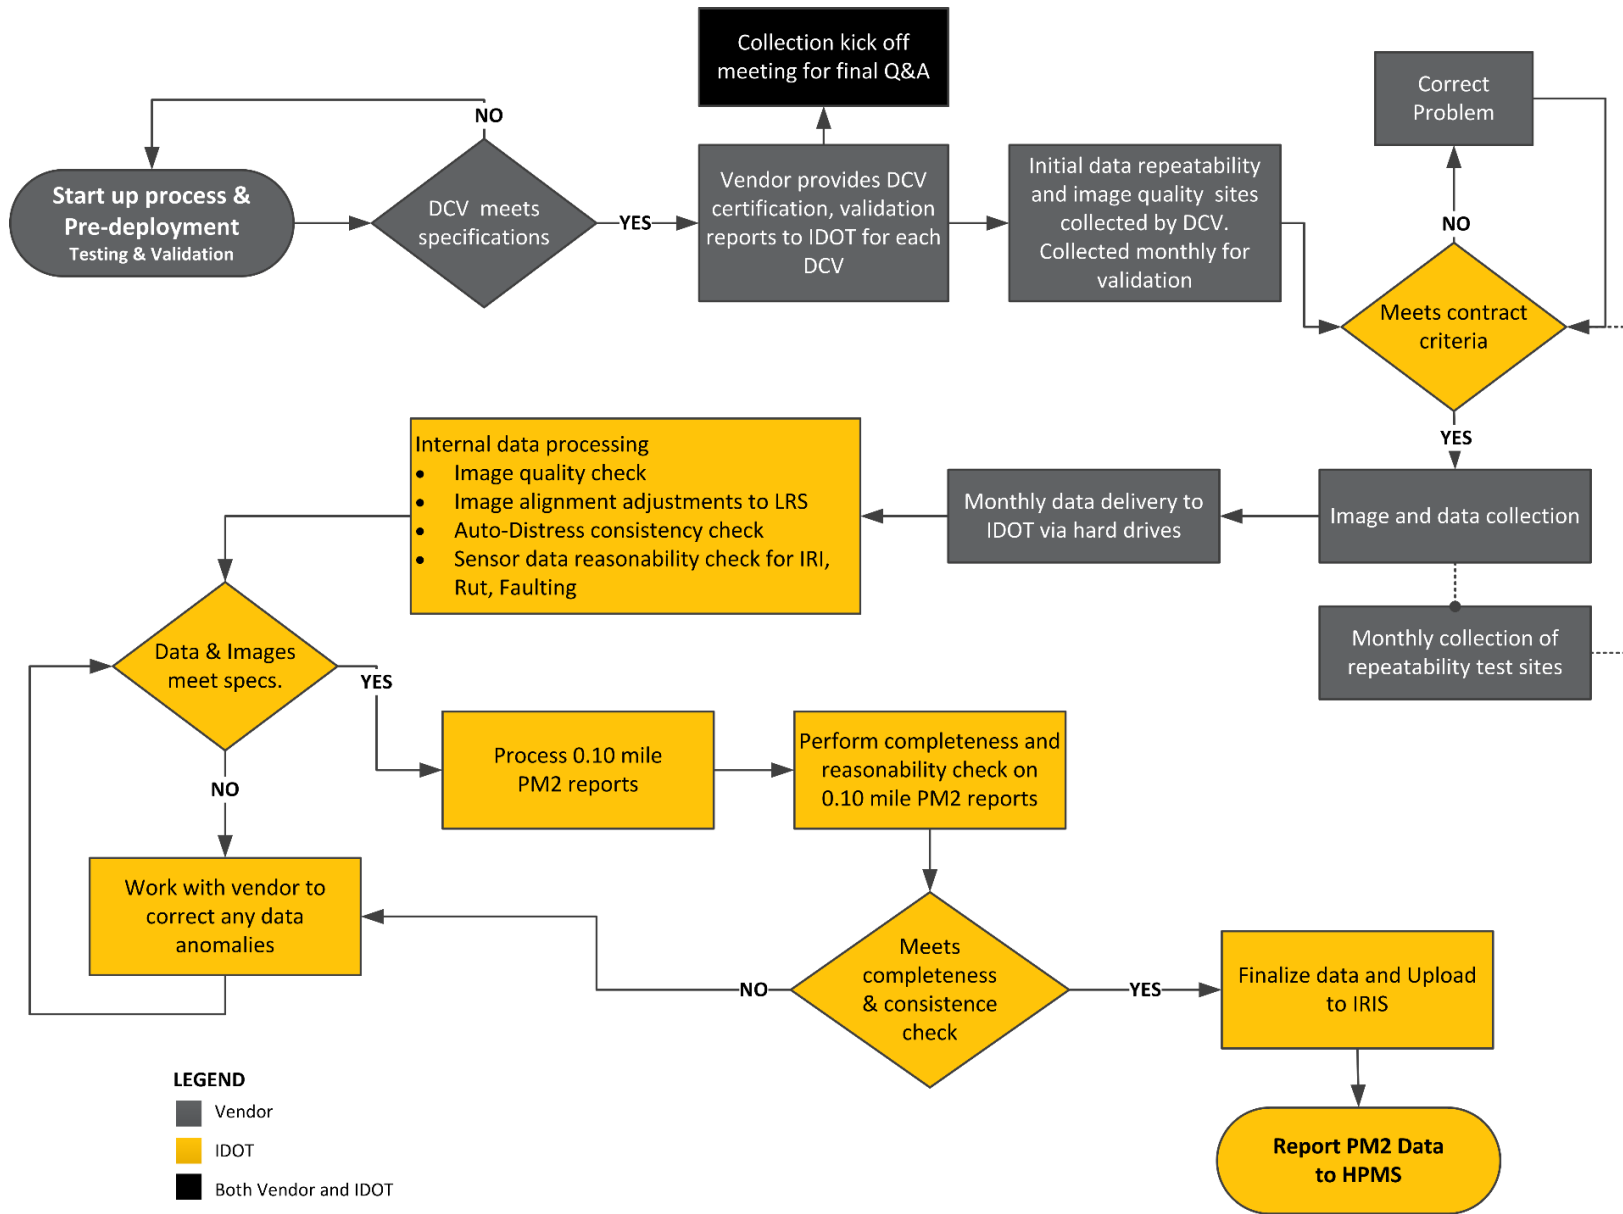 Collection kick off
meeting for final Q&A
Correct
Problem
NO
Start up process &
Pre-deployment
Testing & Validation
DCV  meets
specifications
YES
Vendor provides DCV
certification, validation
reports to IDOT for each
DCV
Initial data repeatability
and image quality  sites
collected by DCV.
Collected monthly for
validation
NO
Meets contract
criteria
YES
Internal data processing
• Image quality check
• Image alignment adjustments to LRS
• Auto-Distress consistency check
• Sensor data reasonability check for IRI,
Rut, Faulting
Monthly data delivery to
IDOT via hard drives
Image and data collection
Monthly collection of
repeatability test sites
Data & Images
meet specs.
YES
NO
Process 0.10 mile
PM2 reports
Perform completeness and
reasonability check on
0.10 mile PM2 reports
Work with vendor to
correct any data
anomalies
NO
Meets
completeness
& consistence
check
YES
Finalize data and Upload
to IRIS
Report PM2 Data
to HPMS
LEGEND
Vendor
IDOT
Both Vendor and IDOT